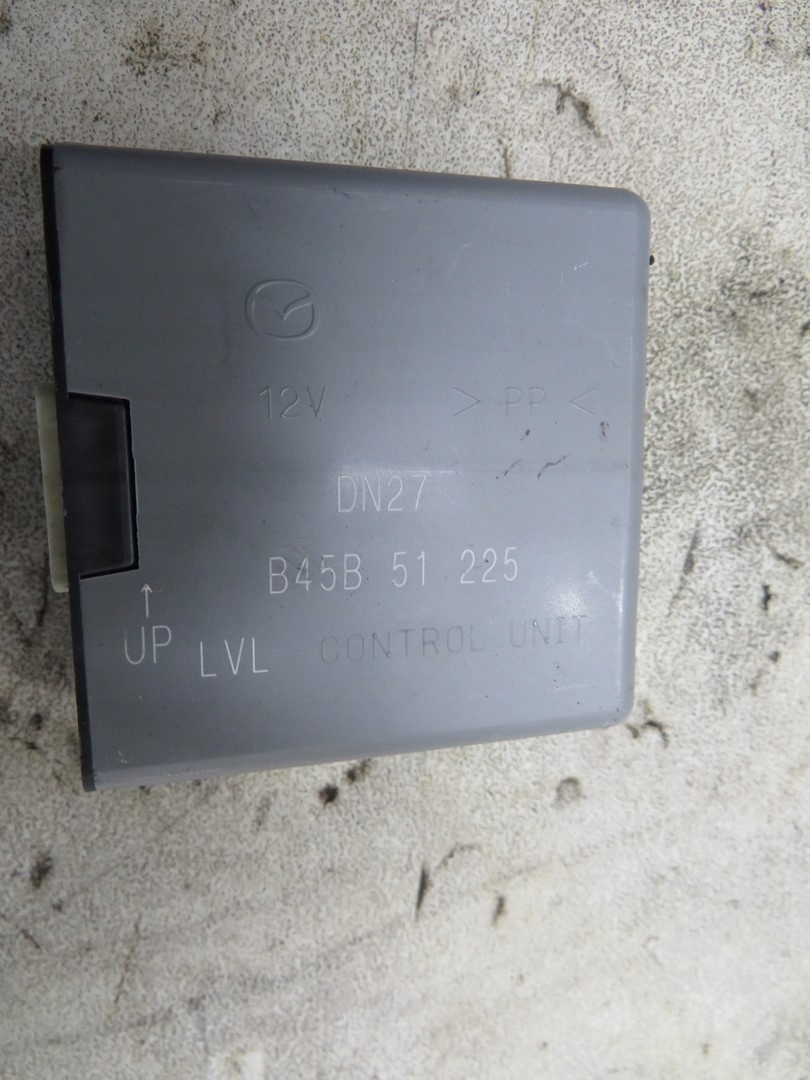 12V > PP <
DN27
B45B 51 225
↑
UP LVL CONTROL UNIT